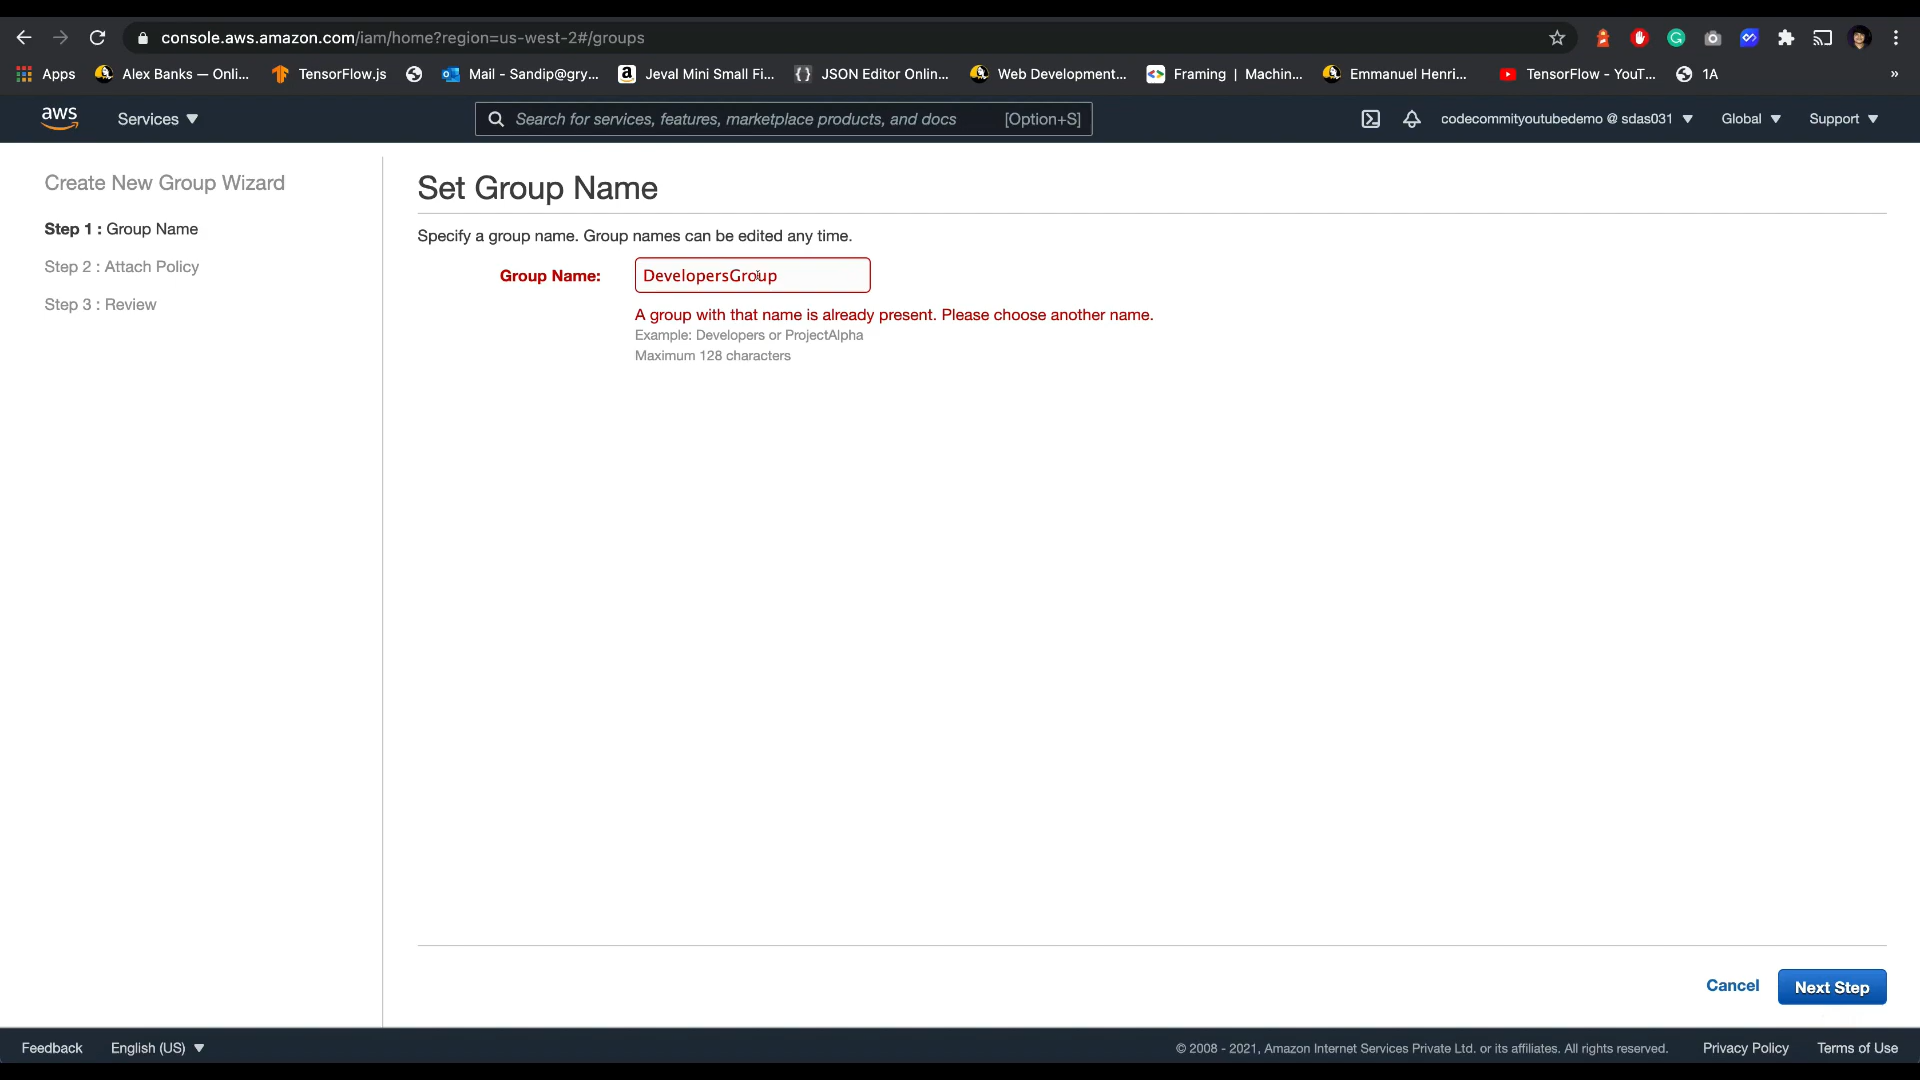 console.aws.amazon.com/iam/home?region=us-west-2#/groups
Apps Alex Banks — Onli... TensorFlow.js Mail - Sandip@gry... Jeval Mini Small Fi... JSON Editor Onlin... Web Development... Framing | Machin... Emmanuel Henri... TensorFlow - YouT... 1A »
aws Services Search for services, features, marketplace products, and docs [Option+S] codecommityoutubedemo @ sdas031 Global Support
Create New Group Wizard
Step 1 : Group Name
Step 2 : Attach Policy
Step 3 : Review
Set Group Name
Specify a group name. Group names can be edited any time.
Group Name: DevelopersGroup
A group with that name is already present. Please choose another name.
Example: Developers or ProjectAlpha
Maximum 128 characters
Cancel Next Step
Feedback English (US) © 2008 - 2021, Amazon Internet Services Private Ltd. or its affiliates. All rights reserved. Privacy Policy Terms of Use